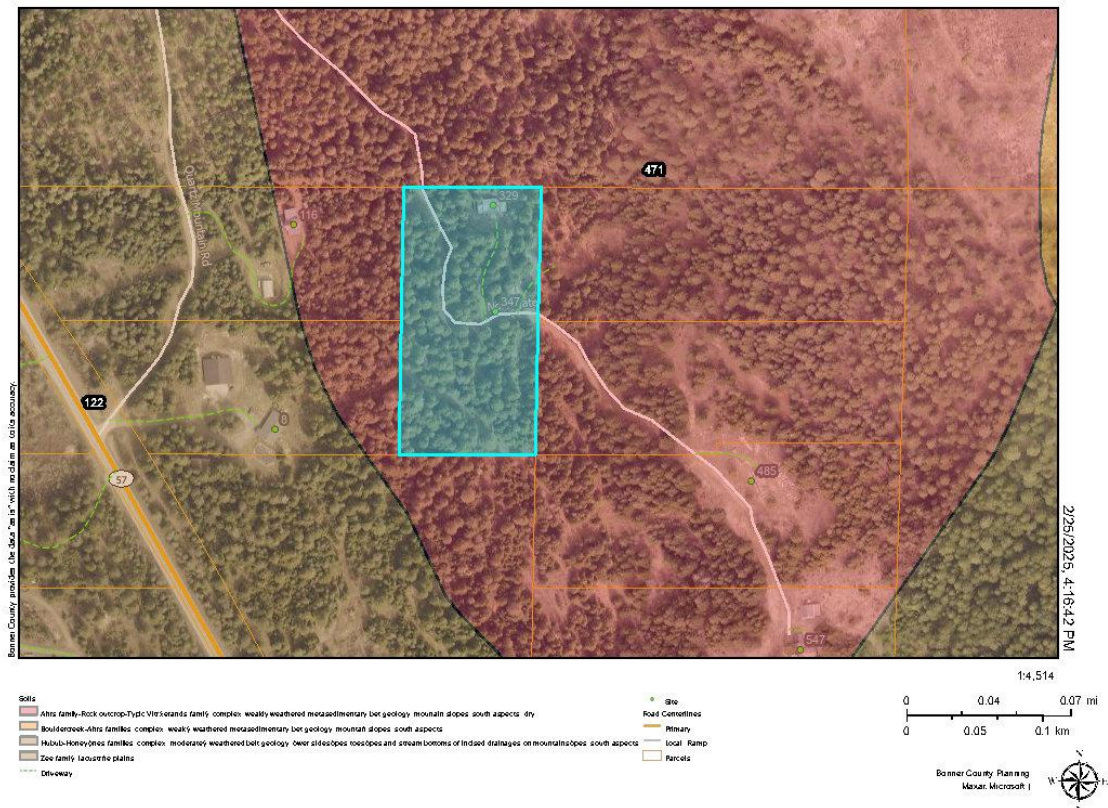 471
329
Quartz Mountain Rd
116
347
122
8
57
485
547
Bonner County provides the data "as is" with no claim as to its accuracy.
2/25/2025, 4:16:42 PM
1:4,514
Soils
Ahrs family-Rock outcrop-Typic Vitrixerands family complex weakly weathered metasedimentary belt geology mountain slopes south aspects dry
Bouldercreek-Ahrs families complex weakly weathered metasedimentary belt geology mountain slopes south aspects
Hubub-Honeyjones families complex moderately weathered belt geology lower sideslopes toeslopes and stream bottoms of incised drainages on mountainslopes south aspects
Zee family lacustrine plains
Driveway
Site
Road Centerlines
Primary
Local Ramp
Parcels
0 0.04 0.07 mi
0 0.05 0.1 km
Bonner County Planning
Maxar, Microsoft |
N
W E